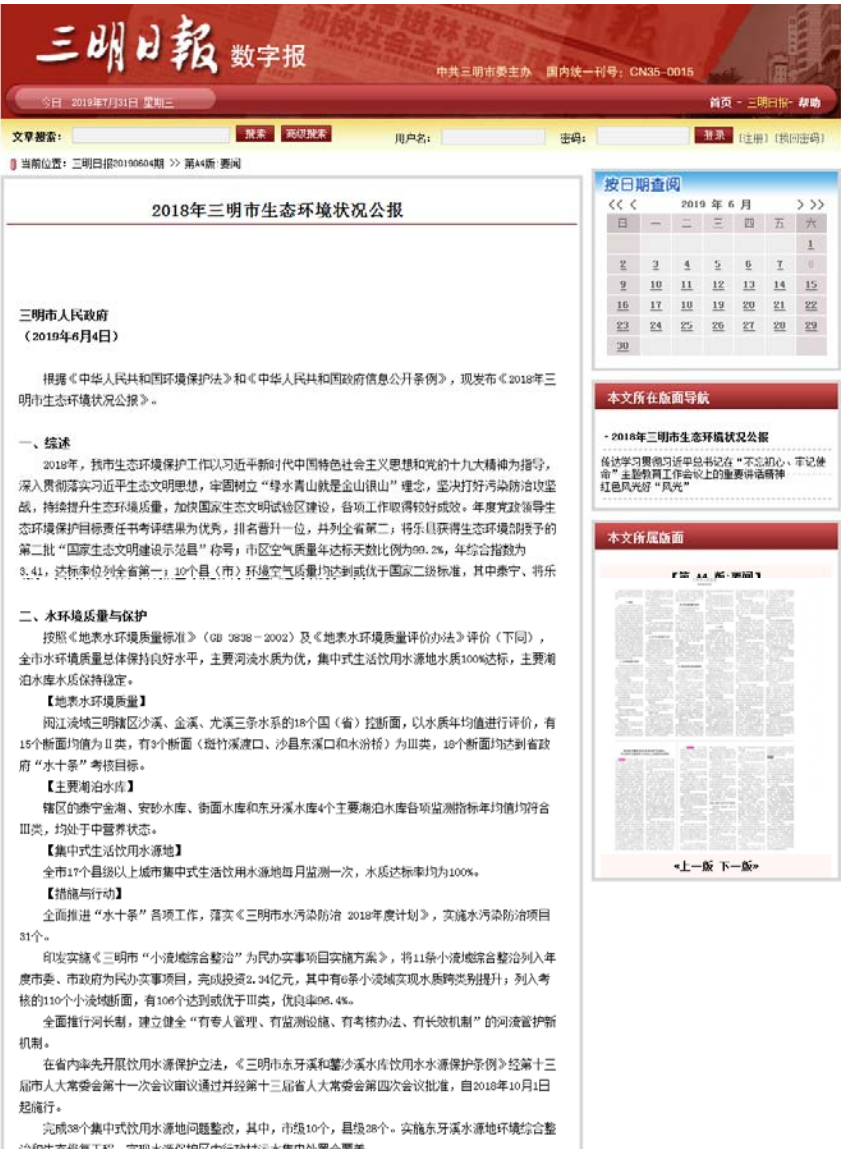 三明日報 数字报
中共三明市委主办 国内统一刊号：CN35-0015
今日 2019年7月31日 星期三
首页 - 三明日报- 帮助
文章搜索： 搜索 高级搜索 用户名： 密码： 登录 [注册] [找回密码]
当前位置：三明日报20190604期 >> 第A4版:要闻
2018年三明市生态环境状况公报
三明市人民政府
（2019年6月4日）
根据《中华人民共和国环境保护法》和《中华人民共和国政府信息公开条例》，现发布《2018年三
明市生态环境状况公报》。
一、综述
2018年，我市生态环境保护工作以习近平新时代中国特色社会主义思想和党的十九大精神为指导，
深入贯彻落实习近平生态文明思想，牢固树立“绿水青山就是金山银山”理念，坚决打好污染防治攻坚
战，持续提升生态环境质量，加快国家生态文明试验区建设，各项工作取得较好成效。年度党政领导生
态环境保护目标责任书考评结果为优秀，排名晋升一位，并列全省第二；将乐县获得生态环境部授予的
第二批“国家生态文明建设示范县”称号；市区空气质量年达标天数比例为99.2%，年综合指数为
3.41，达标率位列全省第一；10个县（市）环境空气质量均达到或优于国家二级标准，其中泰宁、将乐
二、水环境质量与保护
按照《地表水环境质量标准》（GB 3838－2002）及《地表水环境质量评价办法》评价（下同），
全市水环境质量总体保持良好水平，主要河流水质为优，集中式生活饮用水源地水质100%达标，主要湖
泊水库水质保持稳定。
【地表水环境质量】
闽江流域三明辖区沙溪、金溪、尤溪三条水系的18个国（省）控断面，以水质年均值进行评价，有
15个断面均值为Ⅱ类，有3个断面（斑竹溪渡口、沙县东溪口和水汾桥）为Ⅲ类，18个断面均达到省政
府“水十条”考核目标。
【主要湖泊水库】
辖区的泰宁金湖、安砂水库、街面水库和东牙溪水库4个主要湖泊水库各项监测指标年均值均符合
Ⅲ类，均处于中营养状态。
【集中式生活饮用水源地】
全市17个县级以上城市集中式生活饮用水源地每月监测一次，水质达标率均为100%。
【措施与行动】
全面推进“水十条”各项工作，落实《三明市水污染防治 2018年度计划》，实施水污染防治项目
31个。
印发实施《三明市“小流域综合整治”为民办实事项目实施方案》，将11条小流域综合整治列入年
度市委、市政府为民办实事项目，完成投资2.34亿元，其中有6条小流域实现水质跨类别提升；列入考
核的110个小流域断面，有106个达到或优于Ⅲ类，优良率96.4%。
全面推行河长制，建立健全“有专人管理、有监测设施、有考核办法、有长效机制”的河流管护新
机制。
在省内率先开展饮用水源保护立法，《三明市东牙溪和薯沙溪水库饮用水水源保护条例》经第十三
届市人大常委会第十一次会议审议通过并经第十三届省人大常委会第四次会议批准，自2018年10月1日
起施行。
完成38个集中式饮用水源地问题整改，其中，市级10个，县级28个。实施东牙溪水源地环境综合整
按日期查阅
<< < 2019 年 6 月 > >>
日 一 二 三 四 五 六
1
2 3 4 5 6 7 8
9 10 11 12 13 14 15
16 17 18 19 20 21 22
23 24 25 26 27 28 29
30
本文所在版面导航
· 2018年三明市生态环境状况公报
传达学习贯彻习近平总书记在“不忘初心、牢记使
命”主题教育工作会议上的重要讲话精神
红色风光好“风光”
本文所属版面
【第 A4 版:要闻】
«上一版 下一版»